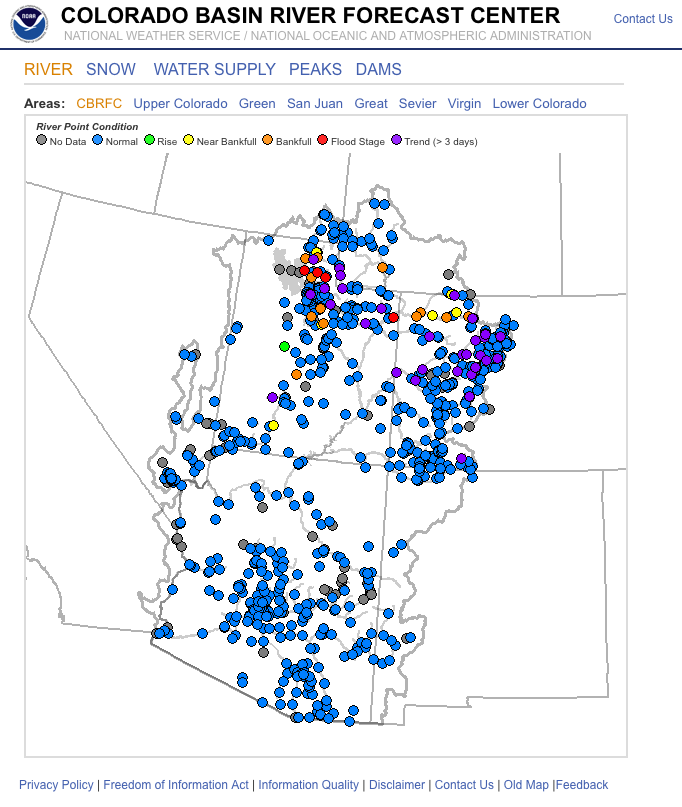 NOAA
COLORADO BASIN RIVER FORECAST CENTER
Contact Us
NATIONAL WEATHER SERVICE / NATIONAL OCEANIC AND ATMOSPHERIC ADMINISTRATION
RIVER SNOW WATER SUPPLY PEAKS DAMS
Areas: CBRFC Upper Colorado Green San Juan Great Sevier Virgin Lower Colorado
River Point Condition
No Data Normal Rise Near Bankfull Bankfull Flood Stage Trend (> 3 days)
Privacy Policy | Freedom of Information Act | Information Quality | Disclaimer | Contact Us | Old Map |Feedback